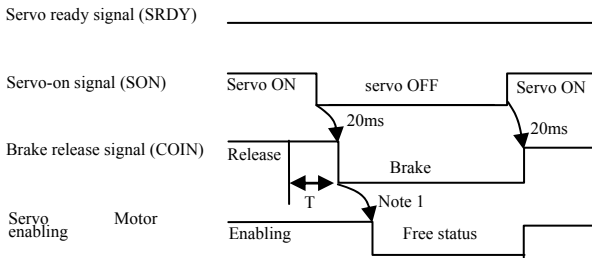 Servo ready signal (SRDY)
Servo-on signal (SON)
Servo ON
servo OFF
Servo ON
20ms
20ms
Brake release signal (COIN)
Release
Brake
T
Note 1
Servo Motor
enabling
Enabling
Free status